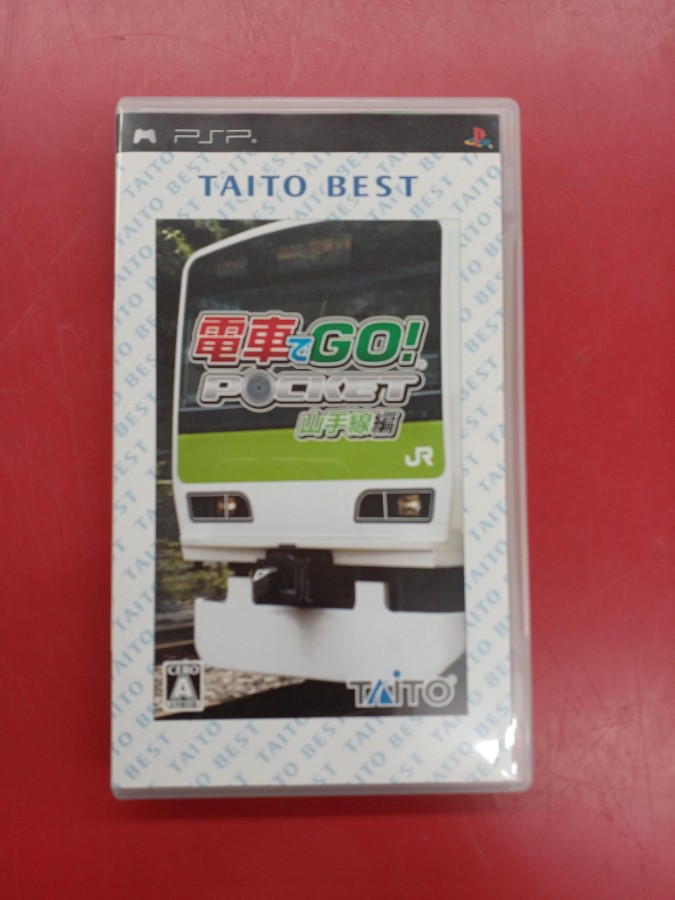 PSP
TAITO BEST
電車でGO!
POCKET
山手線編
JR
CERO
A
TAITO